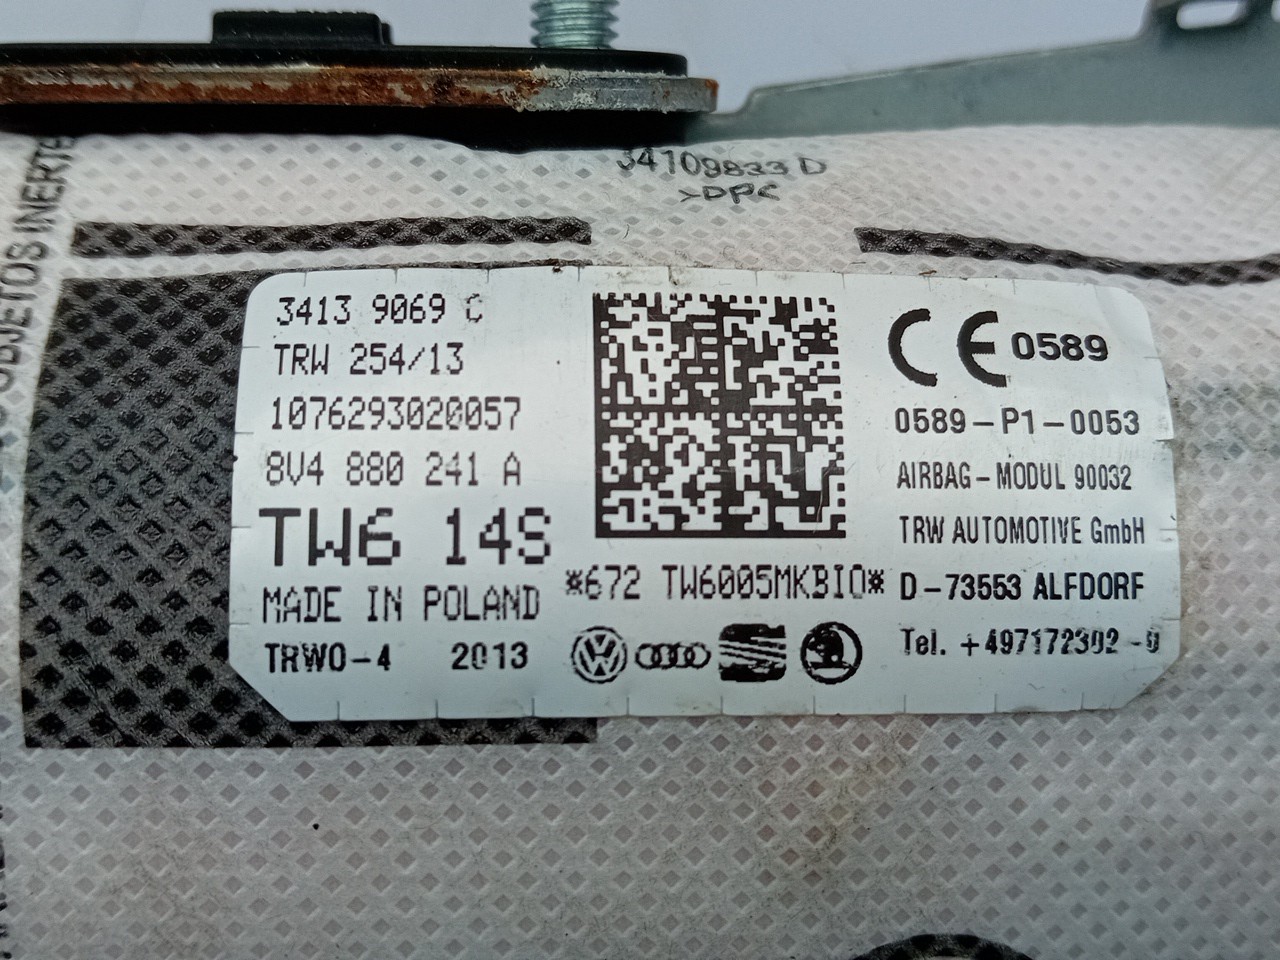 34109833 D
>DPC
OBJETOS INERTE
3413 9069 C
TRW 254/13
1076293020057
8V4 880 241 A
TW6 14S
MADE IN POLAND
TRWO-4 2013
*672 TW6005MKBIO*
CE 0589
0589-P1-0053
AIRBAG-MODUL 90032
TRW AUTOMOTIVE GmbH
D-73553 ALFDORF
Tel. +497172302-0